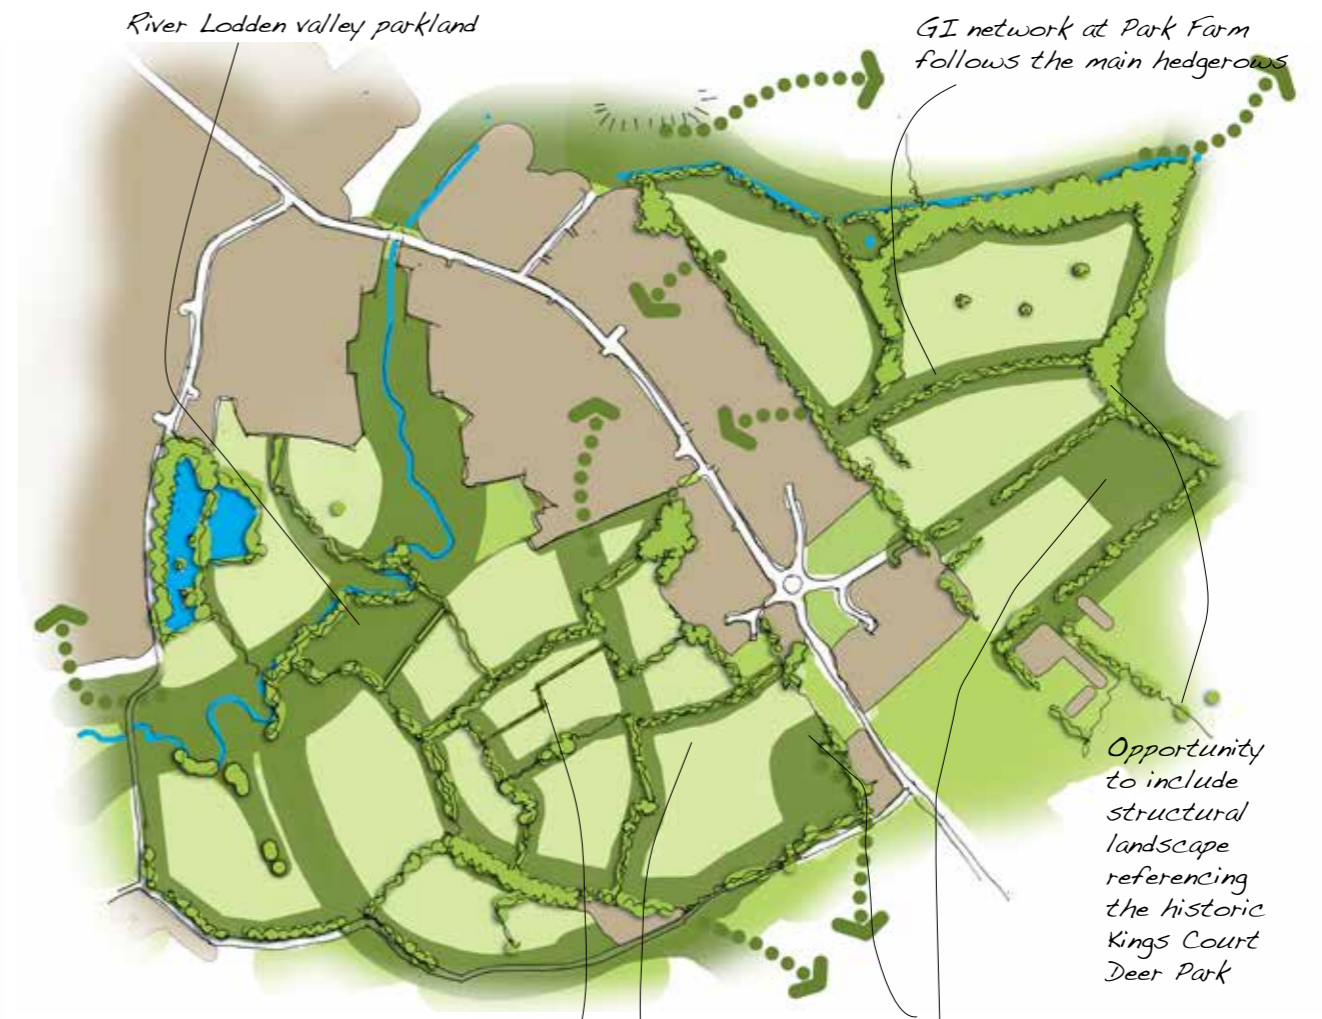 River Lodden valley parkland
GI network at Park Farm
follows the main hedgerows
Opportunity
to include
structural
landscape
referencing
the historic
Kings Court
Deer Park